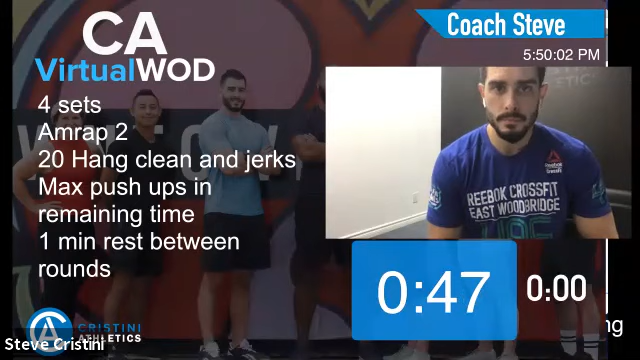 CA
VirtualWOD
Coach Steve
5:50:02 PM
4 sets
Amrap 2
20 Hang clean and jerks
Max push ups in
remaining time
1 min rest between
rounds
Reebok
CrossFit
REEBOK CROSSFIT
EAST WOODBRIDGE
0:47
0:00
CRISTINI
ATHLETICS
Steve Cristini